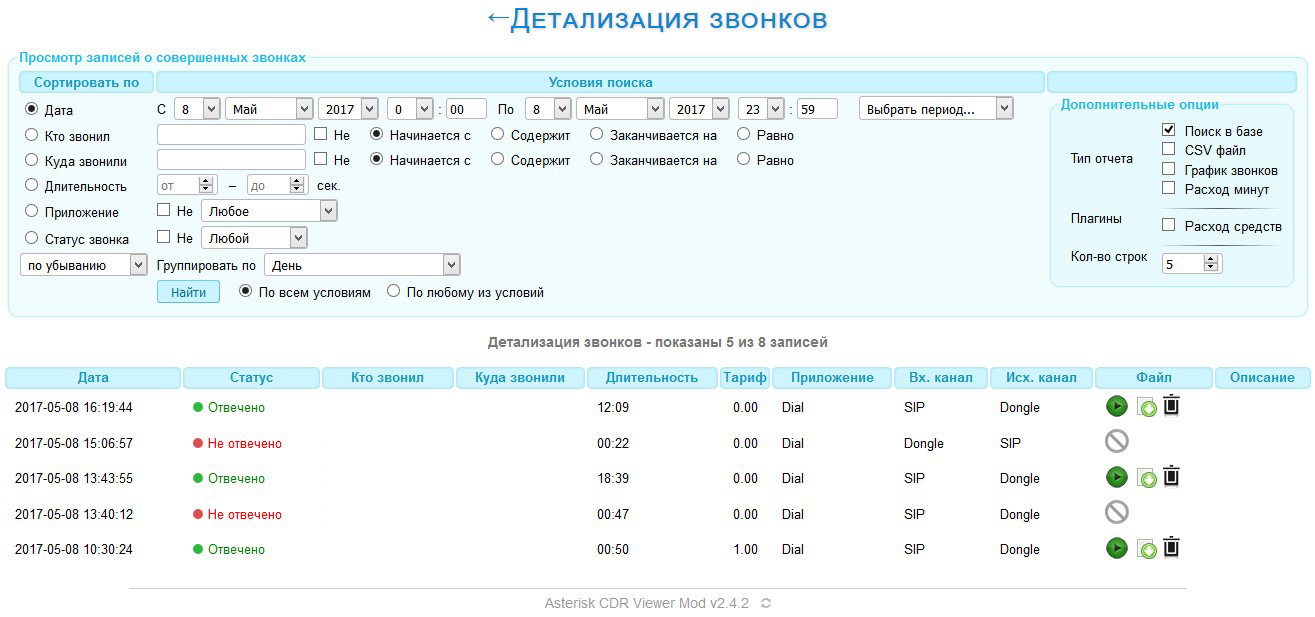 ←Детализация звонков
Просмотр записей о совершенных звонках
Сортировать по Условия поиска
Дата С 8 Май 2017 0 : 00 По 8 Май 2017 23 : 59 Выбрать период...
Дополнительные опции
Кто звонил Не Начинается с Содержит Заканчивается на Равно
Куда звонили Не Начинается с Содержит Заканчивается на Равно
Длительность от – до сек.
Приложение Не Любое
Статус звонка Не Любой
по убыванию Группировать по День
Найти По всем условиям По любому из условий
Тип отчета
Поиск в базе
CSV файл
График звонков
Расход минут
Плагины Расход средств
Кол-во строк 5
Детализация звонков - показаны 5 из 8 записей
Дата Статус Кто звонил Куда звонили Длительность Тариф Приложение Вх. канал Исх. канал Файл Описание
2017-05-08 16:19:44 Отвечено 12:09 0.00 Dial SIP Dongle
2017-05-08 15:06:57 Не отвечено 00:22 0.00 Dial Dongle SIP
2017-05-08 13:43:55 Отвечено 18:39 0.00 Dial SIP Dongle
2017-05-08 13:40:12 Не отвечено 00:47 0.00 Dial SIP Dongle
2017-05-08 10:30:24 Отвечено 00:50 1.00 Dial SIP Dongle
Asterisk CDR Viewer Mod v2.4.2